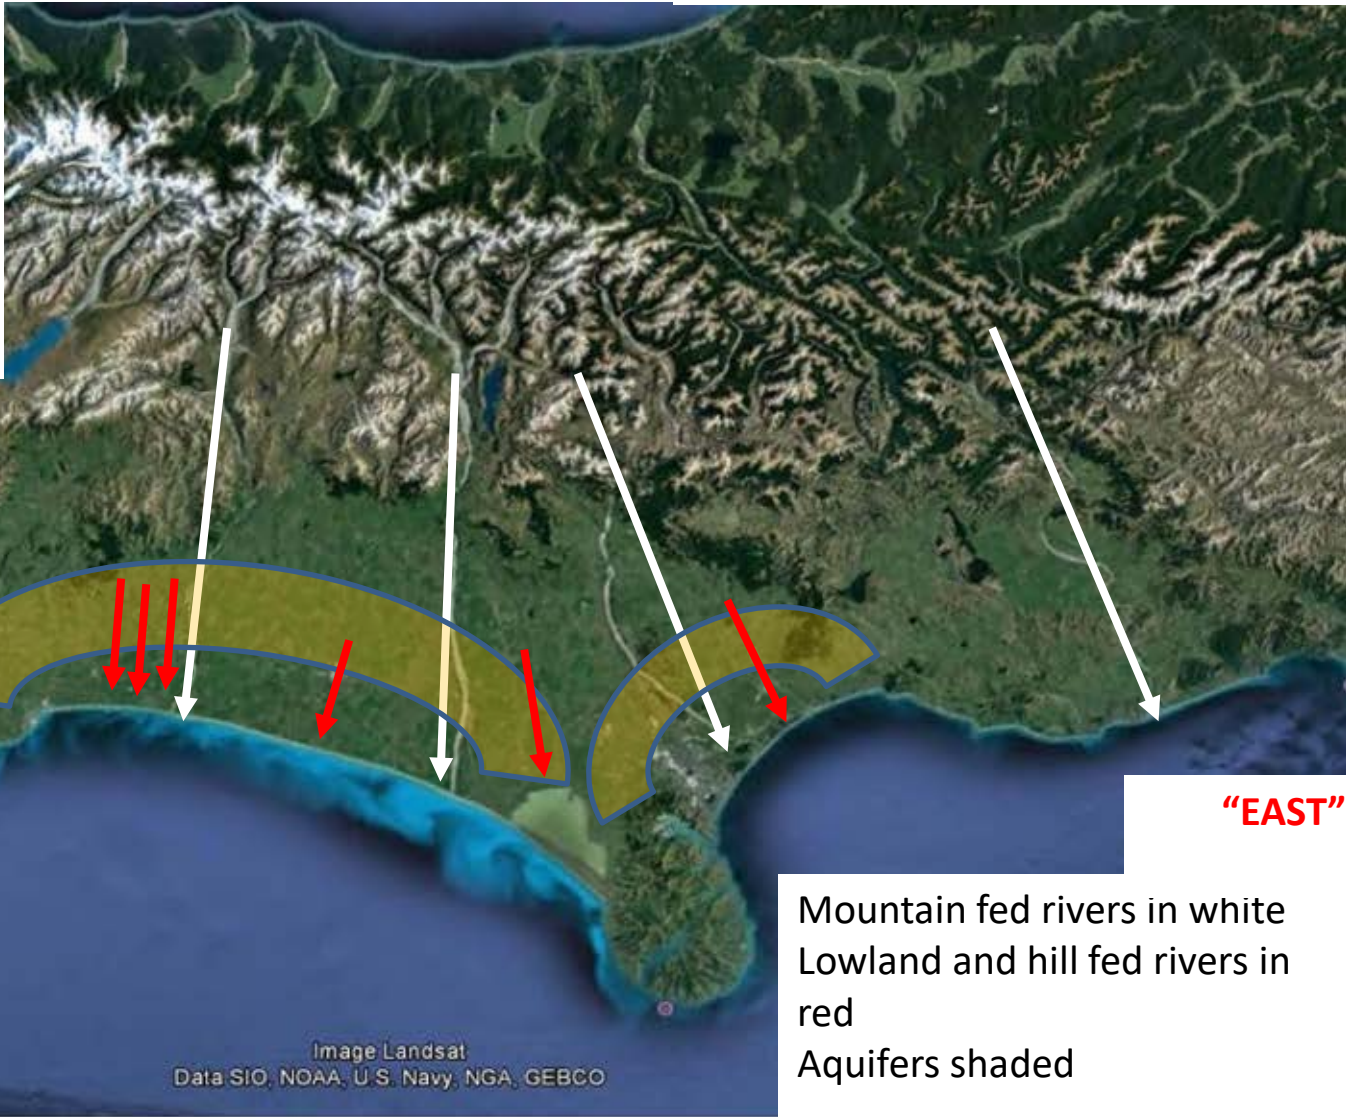 “EAST”
Mountain fed rivers in white
Lowland and hill fed rivers in
red
Aquifers shaded
Image Landsat
Data SIO, NOAA, U.S. Navy, NGA, GEBCO